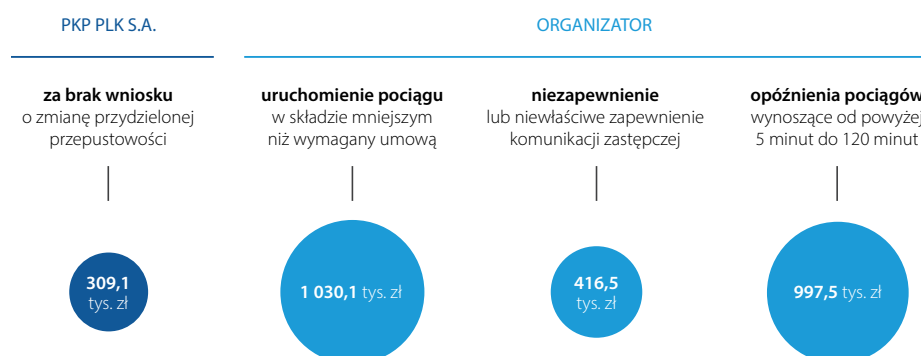 PKP PLK S.A.
ORGANIZATOR
za brak wniosku
o zmianę przydzielonej
przepustowości
uruchomienie pociągu
w składzie mniejszym
niż wymagany umową
niezapewnienie
lub niewłaściwe zapewnienie
komunikacji zastępczej
opóźnienia pociągów
wynoszące od powyżej
5 minut do 120 minut
309,1
tys. zł
1 030,1 tys. zł
416,5
tys. zł
997,5 tys. zł